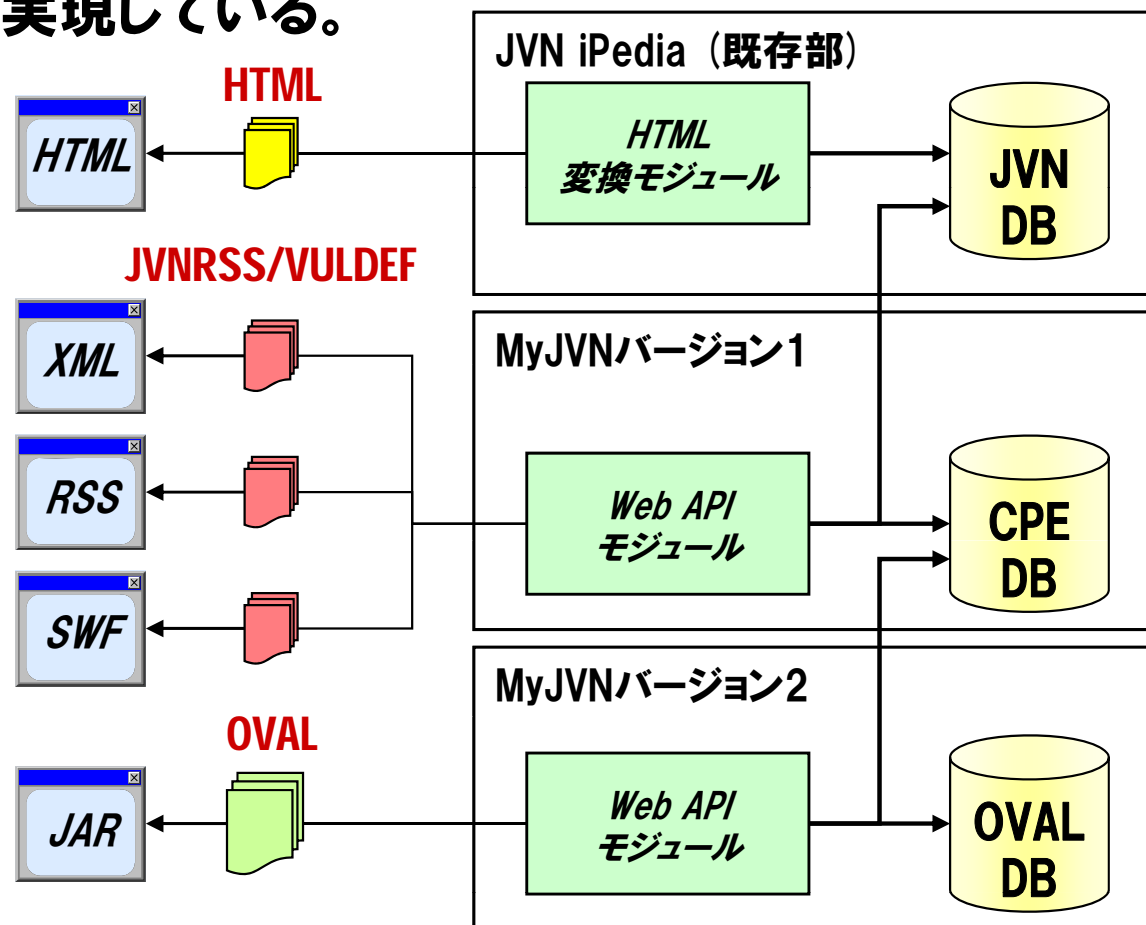 実現している。
JVN iPedia（既存部）
HTML
HTML
HTML
変換モジュール
JVN
DB
JVNRSS/VULDEF
MyJVNバージョン1
XML
RSS
Web API
モジュール
CPE
DB
SWF
MyJVNバージョン2
OVAL
JAR
Web API
モジュール
OVAL
DB